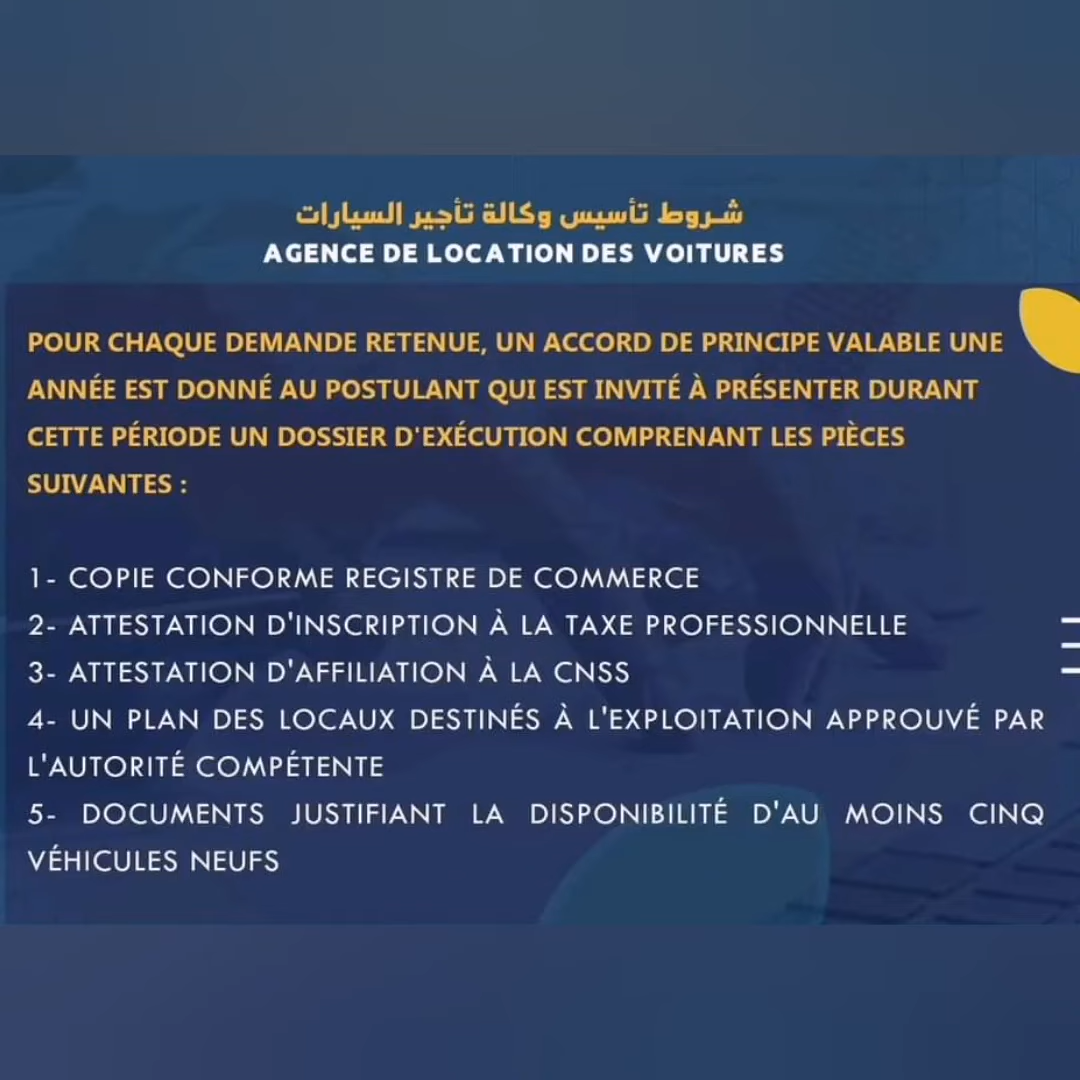 شروط تأسيس وكالة تأجير السيارات
AGENCE DE LOCATION DES VOITURES
POUR CHAQUE DEMANDE RETENUE, UN ACCORD DE PRINCIPE VALABLE UNE
ANNÉE EST DONNÉ AU POSTULANT QUI EST INVITÉ À PRÉSENTER DURANT
CETTE PÉRIODE UN DOSSIER D'EXÉCUTION COMPRENANT LES PIÈCES
SUIVANTES :
1- COPIE CONFORME REGISTRE DE COMMERCE
2- ATTESTATION D'INSCRIPTION À LA TAXE PROFESSIONNELLE
3- ATTESTATION D'AFFILIATION À LA CNSS
4- UN PLAN DES LOCAUX DESTINÉS À L'EXPLOITATION APPROUVÉ PAR
L'AUTORITÉ COMPÉTENTE
5- DOCUMENTS JUSTIFIANT LA DISPONIBILITÉ D'AU MOINS CINQ
VÉHICULES NEUFS